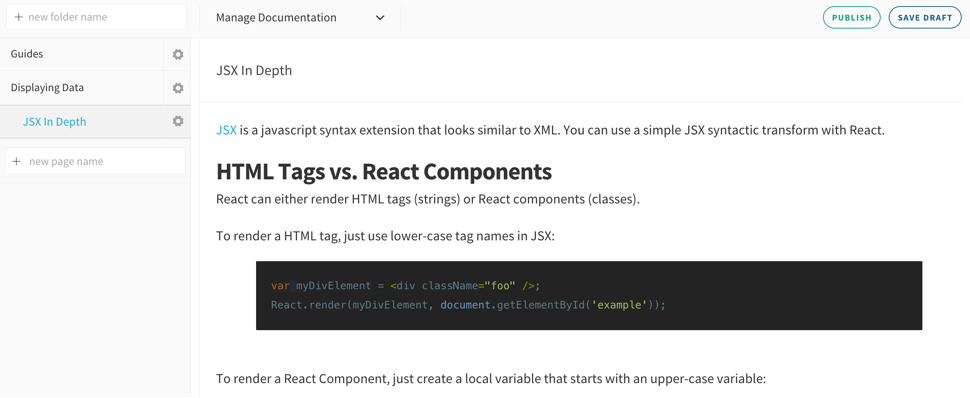 + new folder name
Manage Documentation
PUBLISH
SAVE DRAFT
Guides
Displaying Data
JSX In Depth
+ new page name
JSX In Depth
JSX is a javascript syntax extension that looks similar to XML. You can use a simple JSX syntactic transform with React.
HTML Tags vs. React Components
React can either render HTML tags (strings) or React components (classes).
To render a HTML tag, just use lower-case tag names in JSX:
var myDivElement = <div className="foo" />;
React.render(myDivElement, document.getElementById('example'));
To render a React Component, just create a local variable that starts with an upper-case variable: